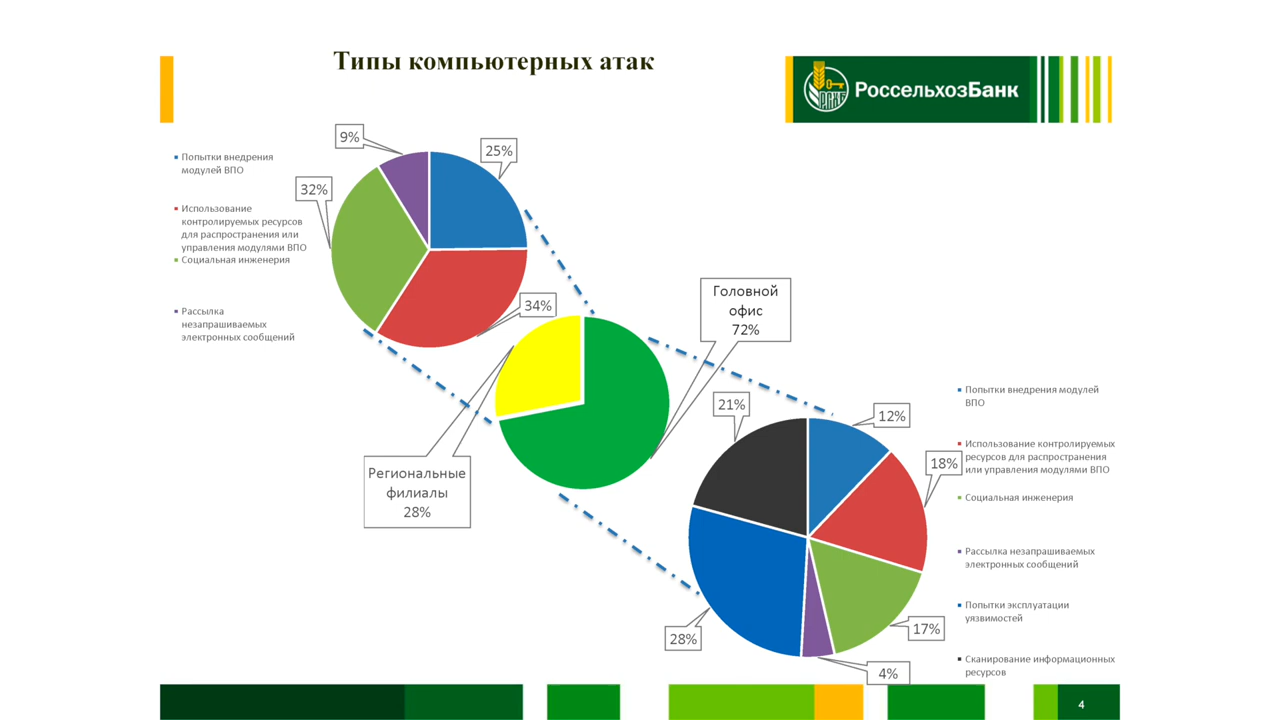 Типы компьютерных атак
РСХБ
РоссельхозБанк
9%
25%
32%
34%
Попытки внедрения
модулей ВПО
Использование
контролируемых ресурсов
для распространения или
управления модулями ВПО
Социальная инженерия
Рассылка
незапрашиваемых
электронных сообщений
Головной
офис
72%
Региональные
филиалы
28%
21%
12%
18%
17%
4%
28%
Попытки внедрения модулей
ВПО
Использование контролируемых
ресурсов для распространения
или управления модулями ВПО
Социальная инженерия
Рассылка незапрашиваемых
электронных сообщений
Попытки эксплуатации
уязвимостей
Сканирование информационных
ресурсов
4